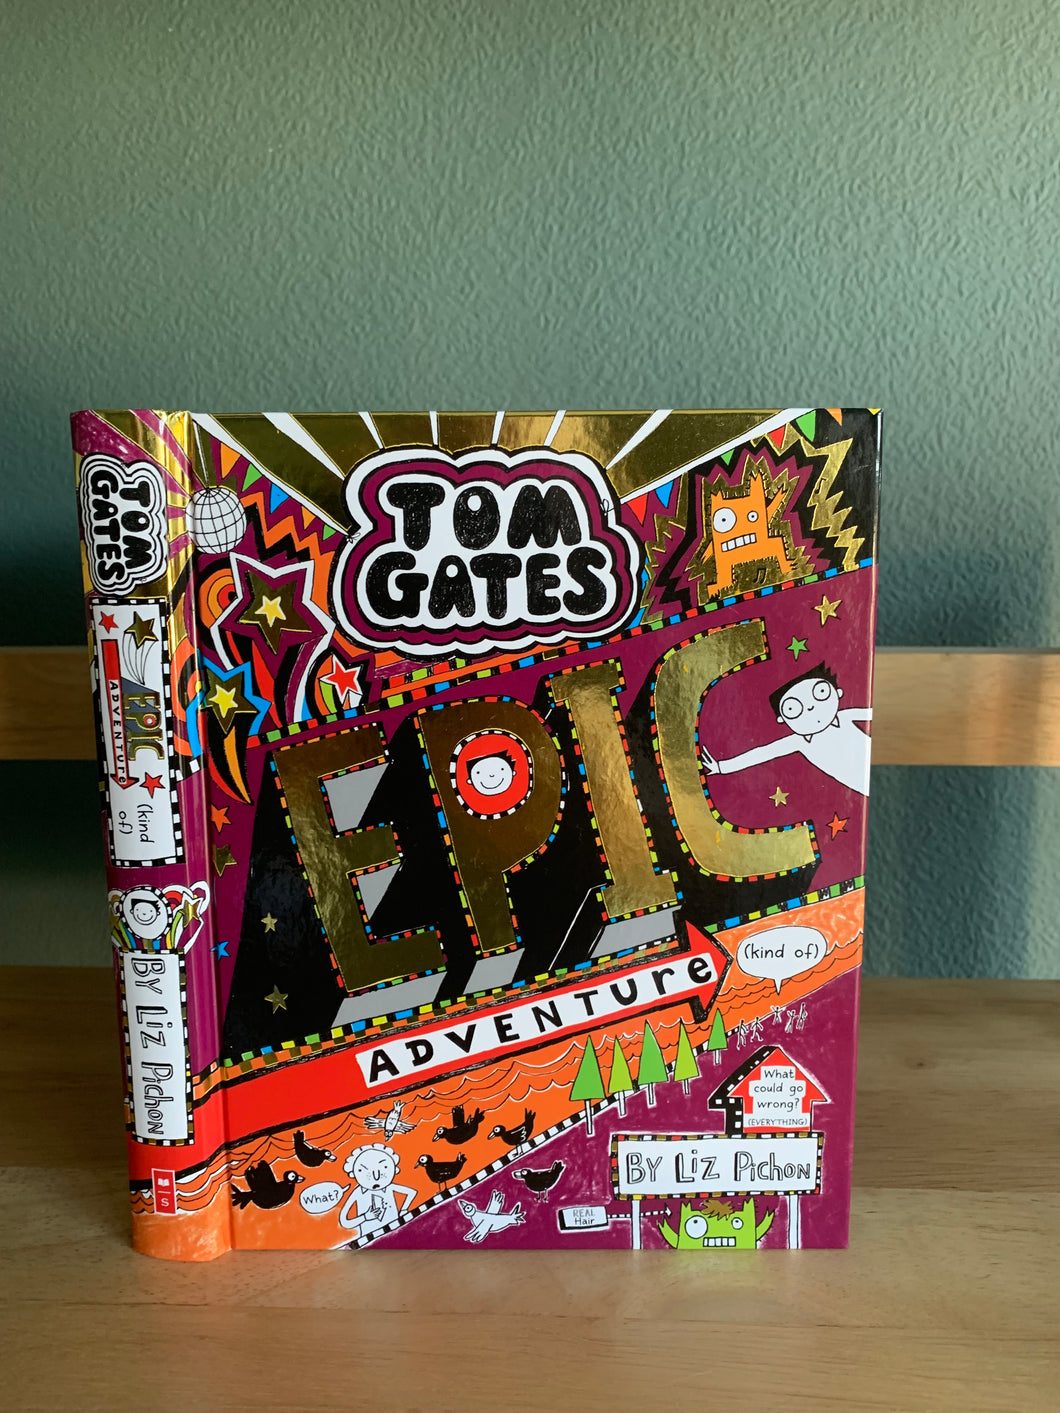 TOM
GATES
EPIC
ADVENTURE
(kind of)
What
could go
wrong?
(EVERYTHING)
BY LIZ PICHON
What?
REAL
Hair
TOM
GATES
EPIC
ADVENTURE
(kind
of)
BY LIZ PICHON
S